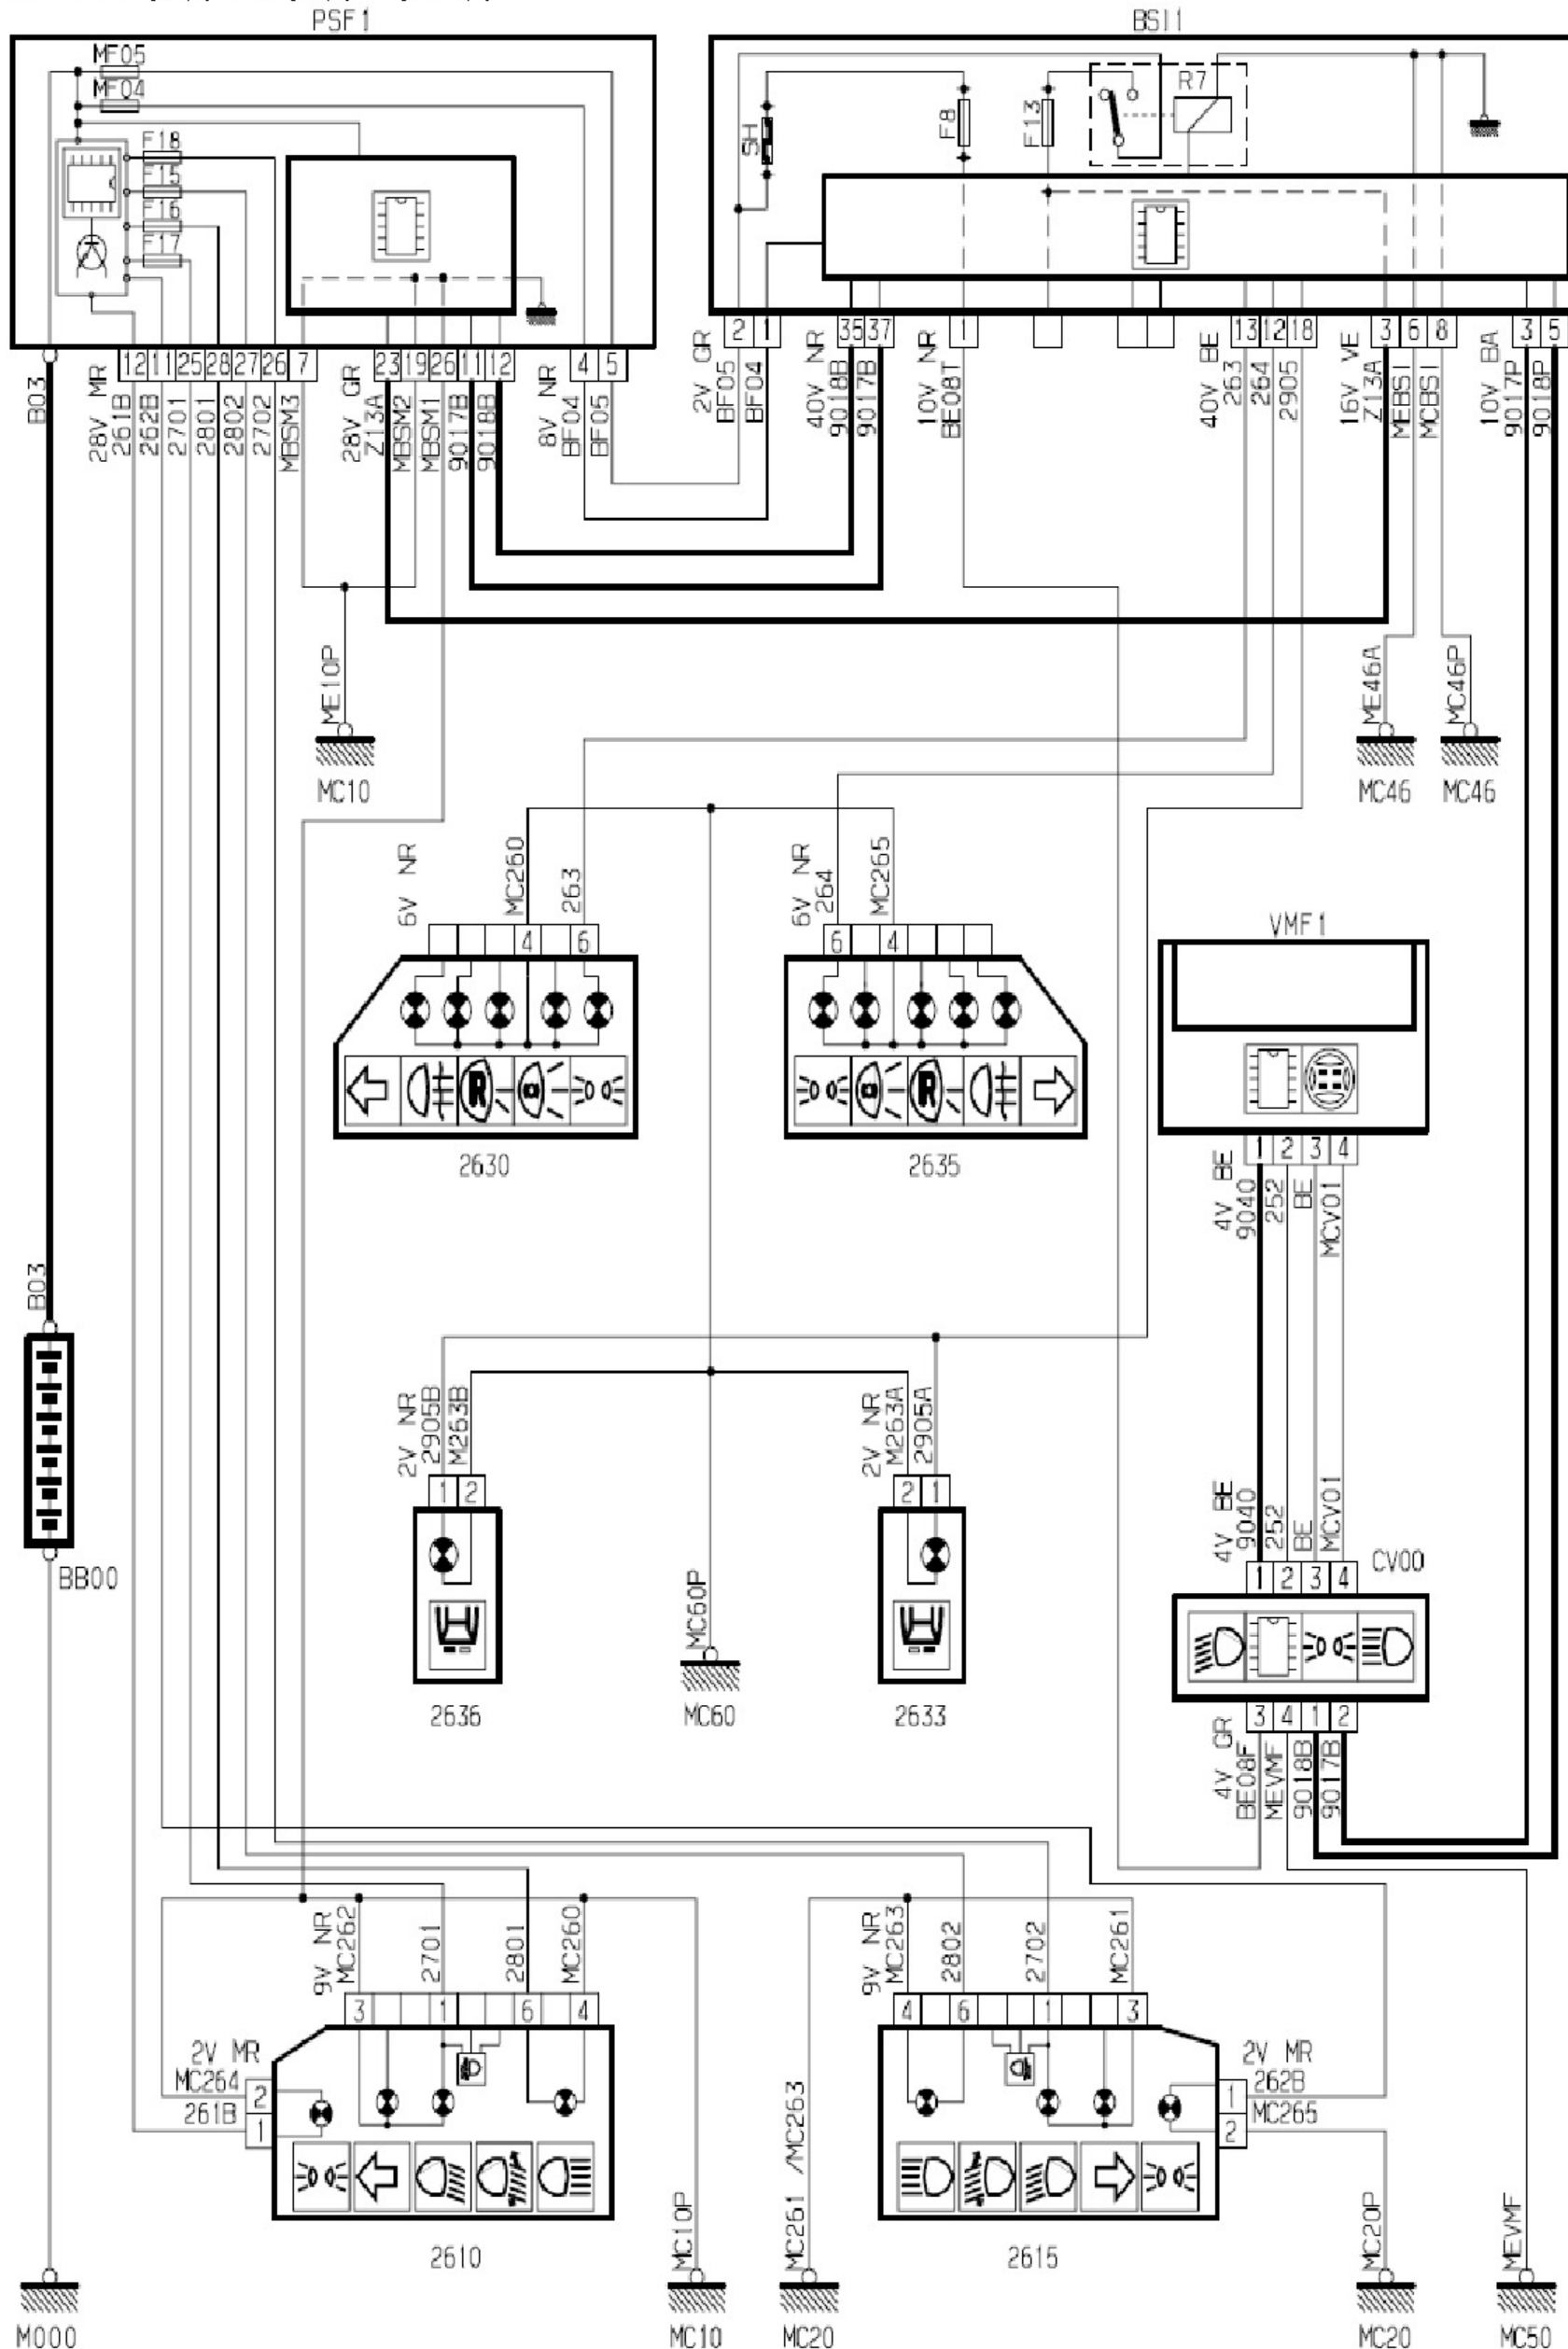 PSF1
BSI1
MF05
MF04
F18
F15
F16
F17
SH
F8
F13
R7
12 11 25 28 27 26 7
23 19 26 11 12
4 5
2 1
35 37
1
13 12 18
3 6 8
3 5
B03
28V MR
261B
262B
2701
2801
2802
2702
MBSM3
28V GR
Z13A
MBSM2
MBSM1
9017B
9018B
8V NR
BF04
BF05
2V GR
BF05
BF04
40V NR
9018B
9017B
10V NR
BE08T
40V BE
263
264
2905
16V VE
Z13A
MEBSI
MCBSI
10V BA
9017P
9018P
ME10P
MC10
ME46A
MC46P
MC46
MC46
6V NR
MC260
263
4 6
R
2630
6V NR
264
MC265
6 4
R
2635
VMF1
1 2 3 4
4V BE
9040
252
BE
MCV01
B03
BB00
2V NR
2905B
M263B
1 2
2636
MC60P
MC60
2V NR
M263A
2905A
2 1
2633
4V BE
9040
252
BE
MCV01
1 2 3 4
CV00
3 4 1 2
4V GR
BE08F
MEVMF
9018B
9017B
9V NR
MC262
2701
2801
MC260
3 1 6 4
2V MR
MC264
2
261B
1
2610
MC10P
MC10
9V NR
MC263
2802
2702
MC261
4 6 1 3
2V MR
262B
1
MC265
2
2615
MC261 /MC263
MC20
MC20P
MC20
MEVMF
MC50
M000